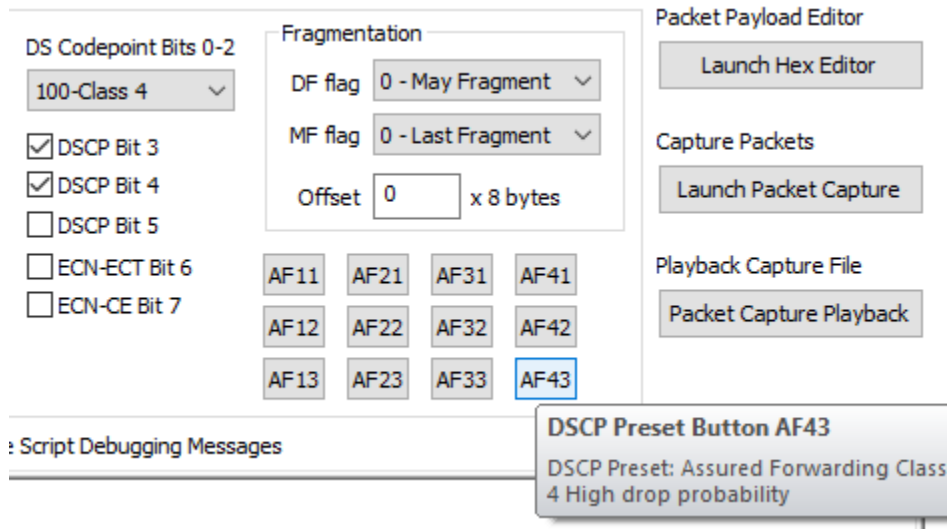 DS Codepoint Bits 0-2
100-Class 4
DSCP Bit 3
DSCP Bit 4
DSCP Bit 5
ECN-ECT Bit 6
ECN-CE Bit 7
Fragmentation
DF flag 0 - May Fragment
MF flag 0 - Last Fragment
Offset 0 x 8 bytes
AF11 AF21 AF31 AF41
AF12 AF22 AF32 AF42
AF13 AF23 AF33 AF43
Packet Payload Editor
Launch Hex Editor
Capture Packets
Launch Packet Capture
Playback Capture File
Packet Capture Playback
Script Debugging Messages
DSCP Preset Button AF43
DSCP Preset: Assured Forwarding Class
4 High drop probability